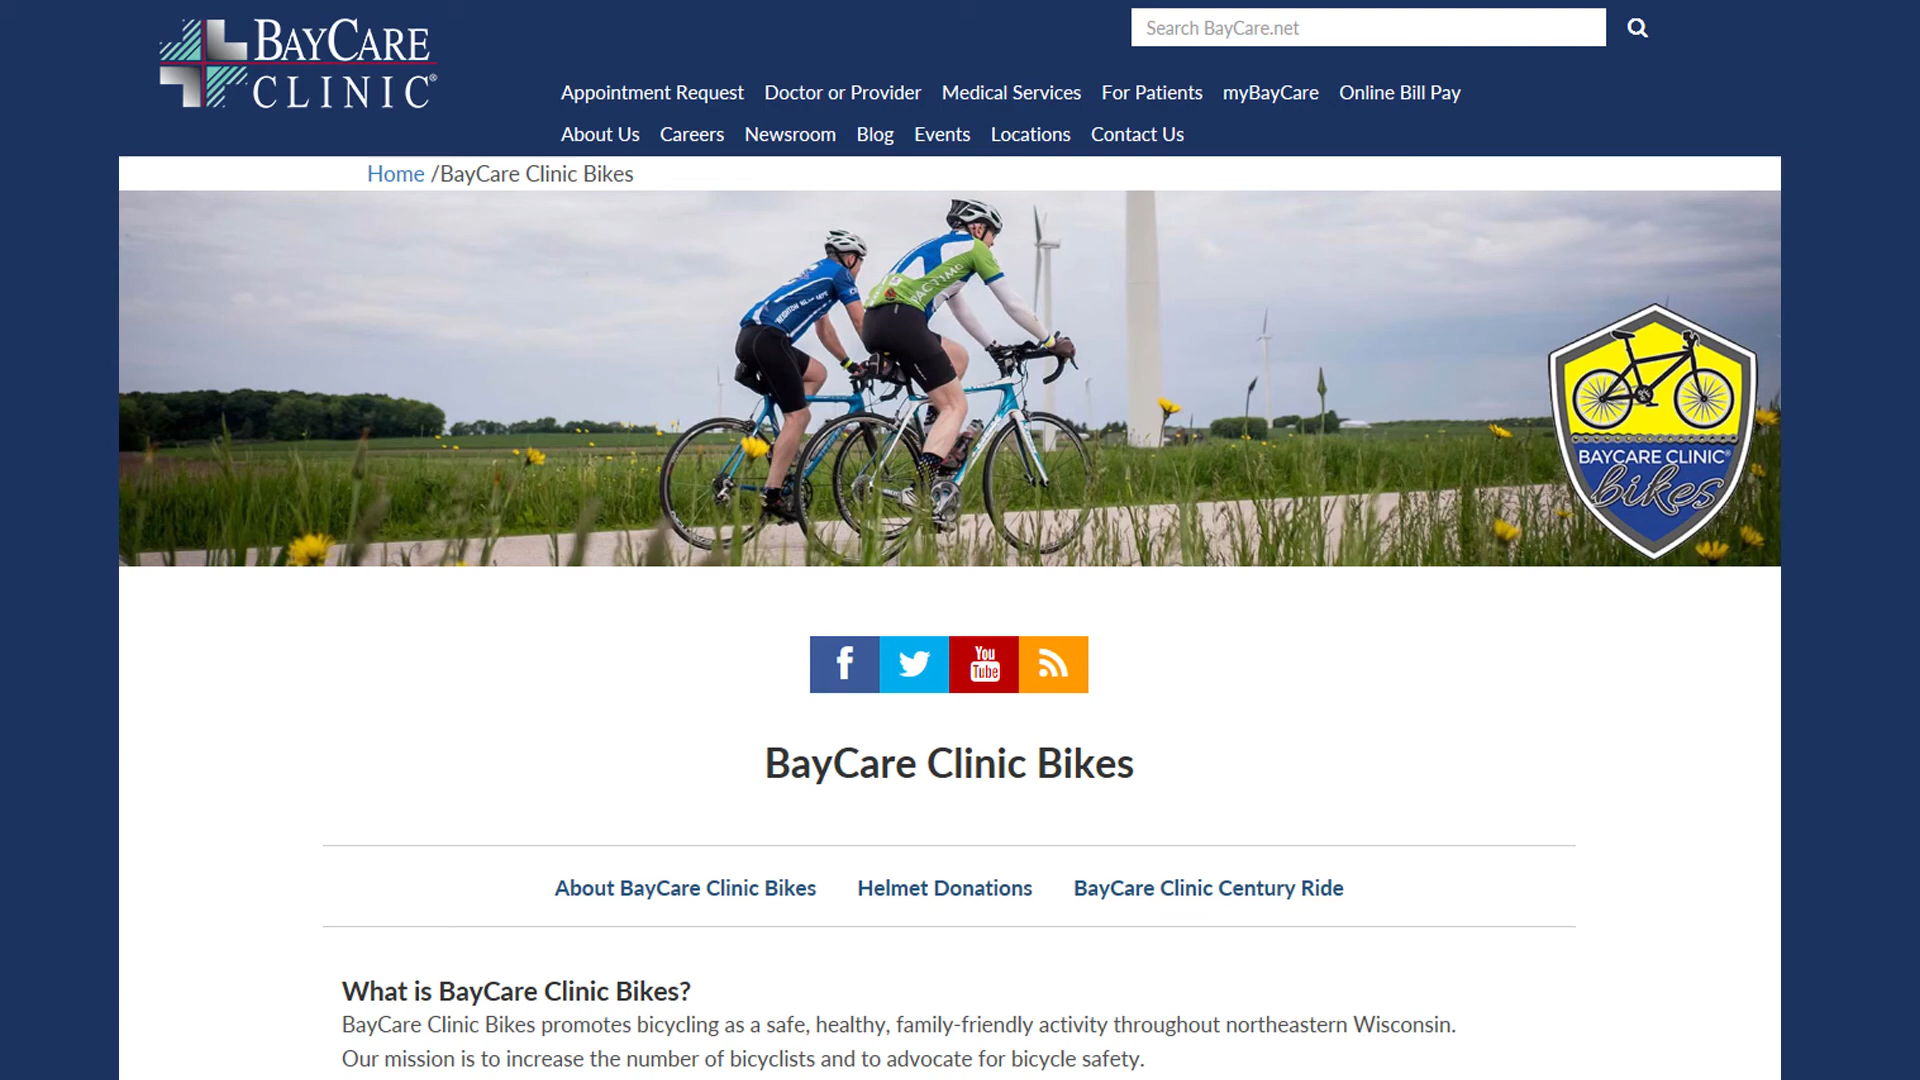 BAYCARE
CLINIC®
Search BayCare.net
Appointment Request Doctor or Provider Medical Services For Patients myBayCare Online Bill Pay
About Us Careers Newsroom Blog Events Locations Contact Us
Home /BayCare Clinic Bikes
BAYCARE CLINIC®
bikes
f
You
Tube
BayCare Clinic Bikes
About BayCare Clinic Bikes Helmet Donations BayCare Clinic Century Ride
What is BayCare Clinic Bikes?
BayCare Clinic Bikes promotes bicycling as a safe, healthy, family-friendly activity throughout northeastern Wisconsin.
Our mission is to increase the number of bicyclists and to advocate for bicycle safety.